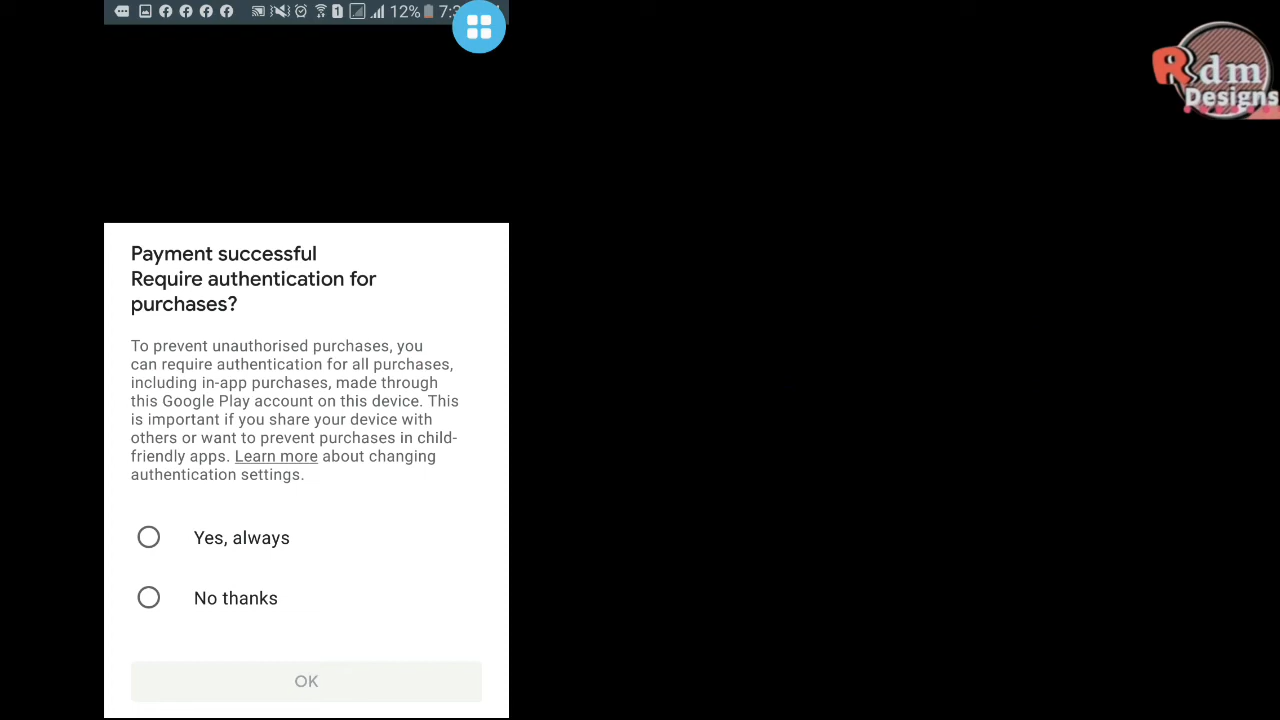 12%
Payment successful
Require authentication for
purchases?
To prevent unauthorised purchases, you
can require authentication for all purchases,
including in-app purchases, made through
this Google Play account on this device. This
is important if you share your device with
others or want to prevent purchases in child-
friendly apps. Learn more about changing
authentication settings.
Yes, always
No thanks
OK
Rdm
Designs